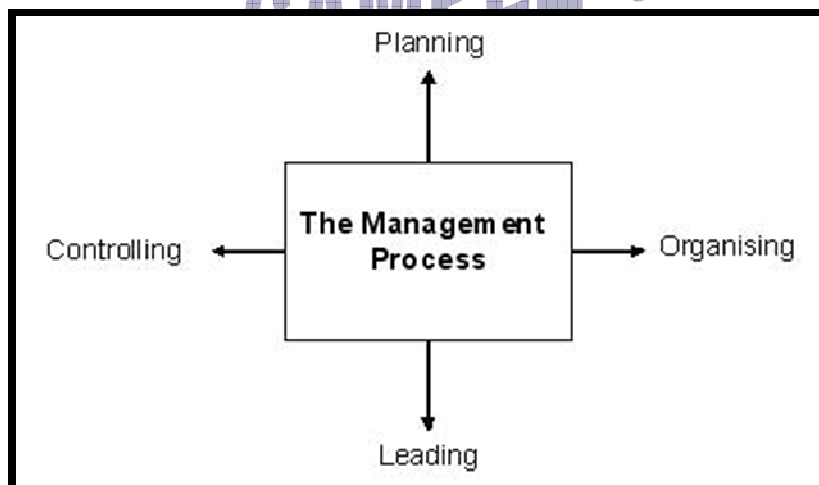 Planning
The Management
Process
Controlling
Organising
Leading